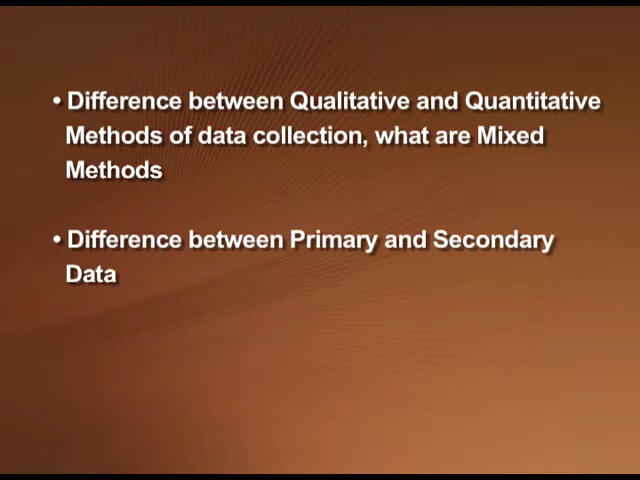 • Difference between Qualitative and Quantitative
Methods of data collection, what are Mixed
Methods
• Difference between Primary and Secondary
Data